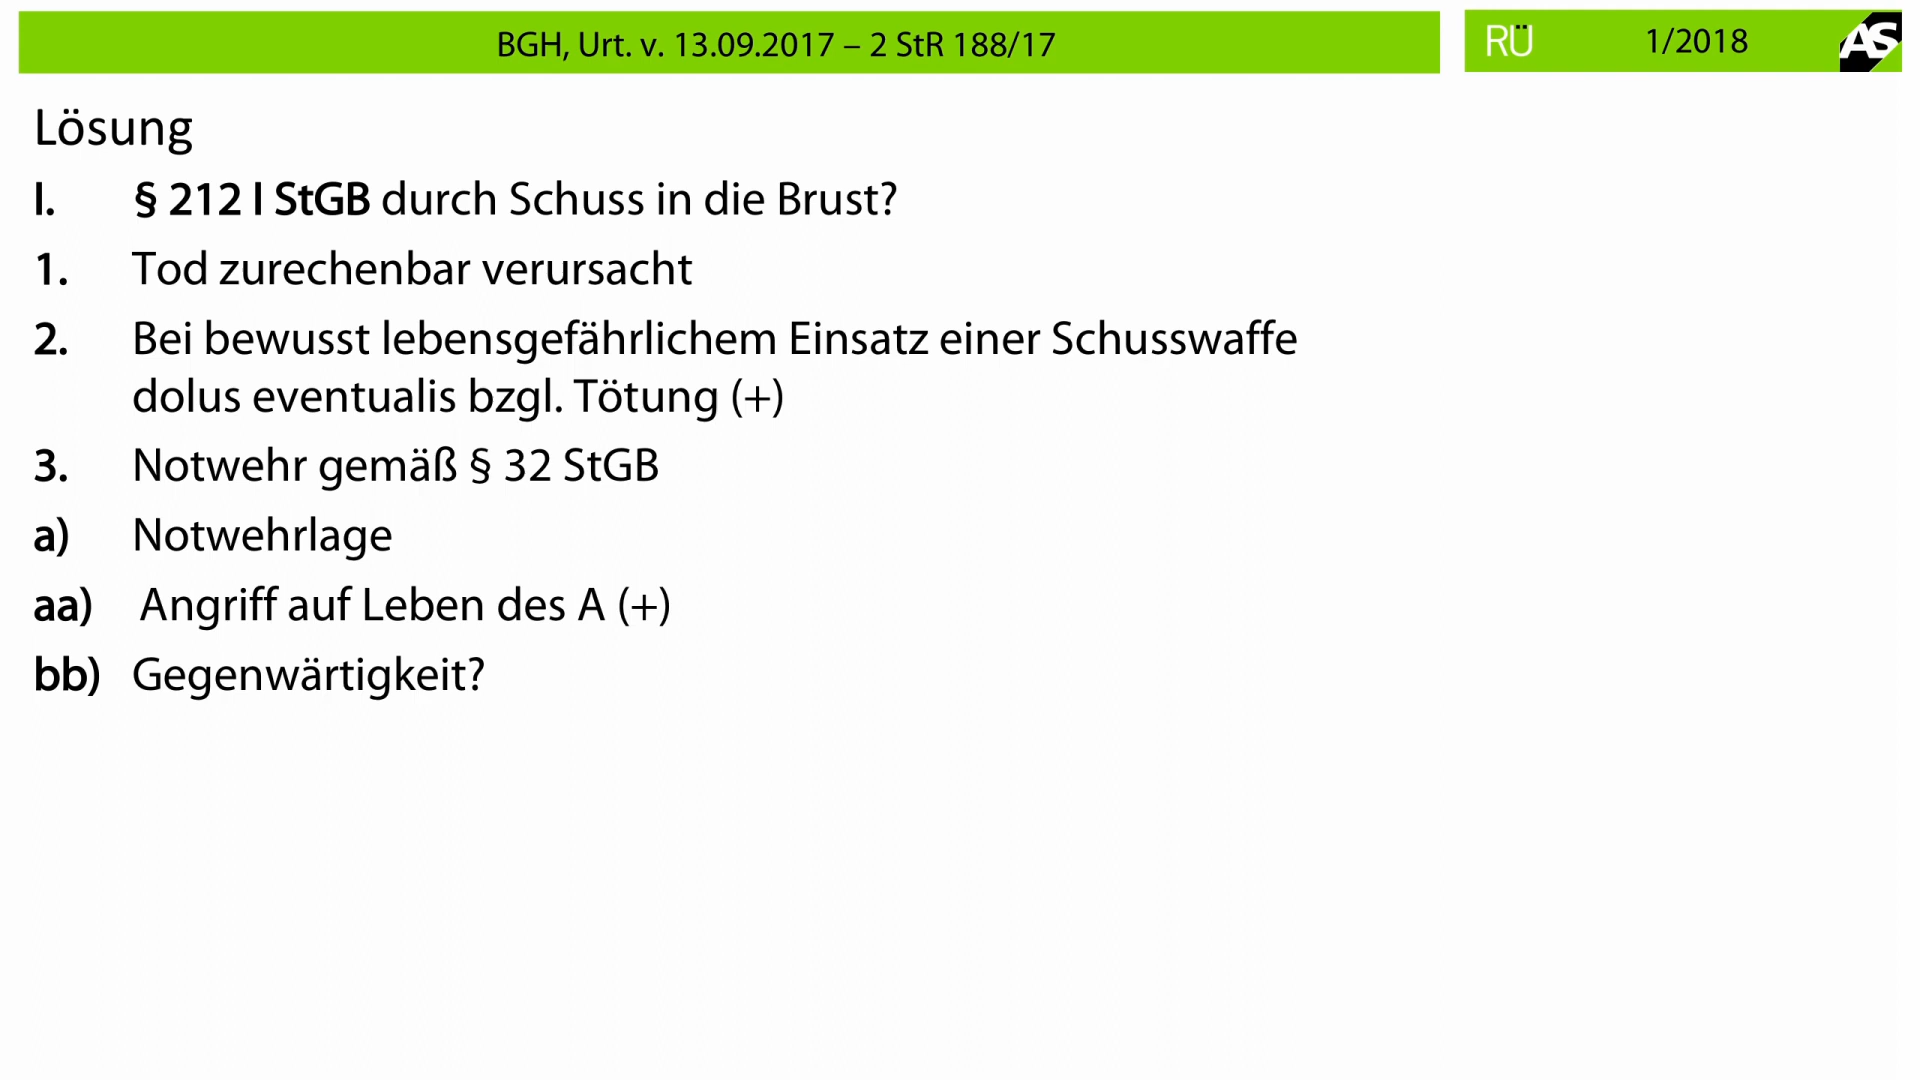 BGH, Urt. v. 13.09.2017 – 2 StR 188/17
RÜ 1/2018 AS
Lösung
I. § 212 I StGB durch Schuss in die Brust?
1. Tod zurechenbar verursacht
2. Bei bewusst lebensgefährlichem Einsatz einer Schusswaffe
dolus eventualis bzgl. Tötung (+)
3. Notwehr gemäß § 32 StGB
a) Notwehrlage
aa) Angriff auf Leben des A (+)
bb) Gegenwärtigkeit?